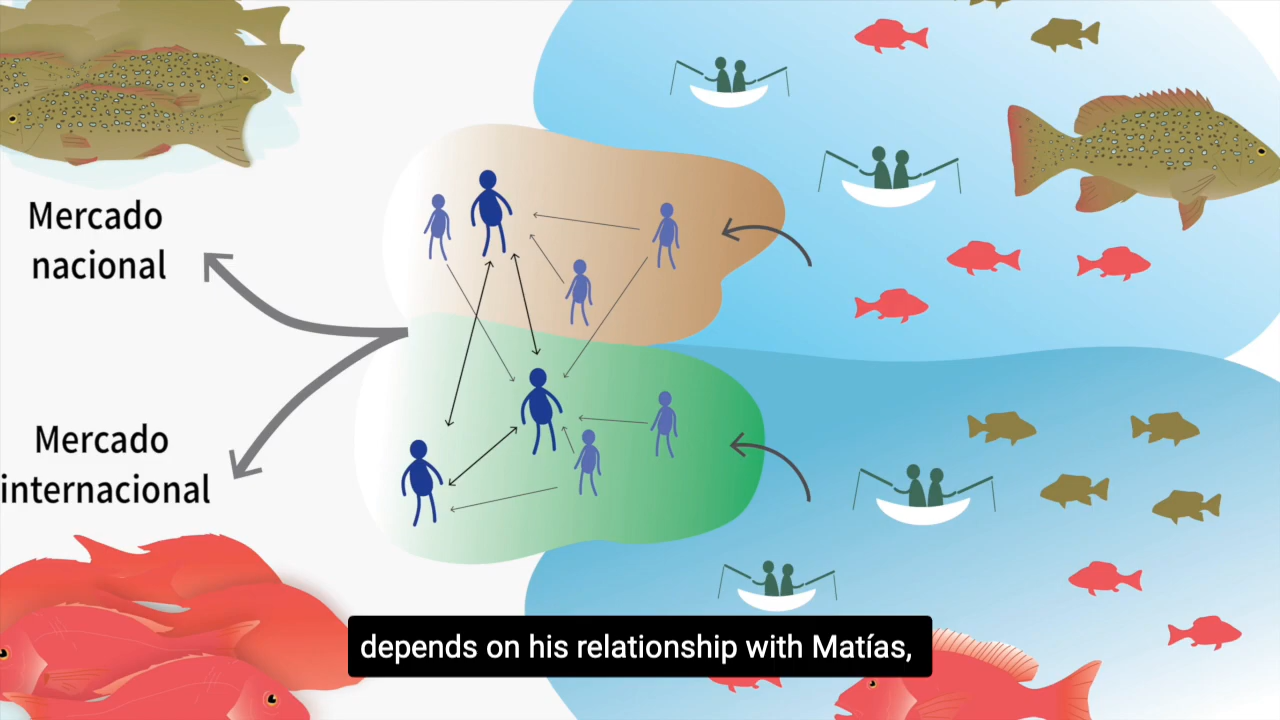 Mercado
nacional
Mercado
internacional
depends on his relationship with Matías,